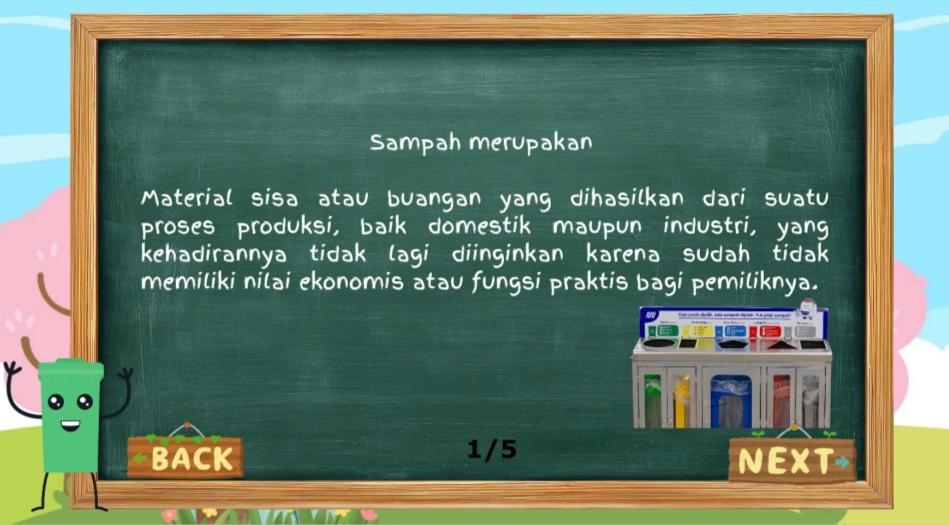 Sampah merupakan
Material sisa atau buangan yang dihasilkan dari suatu
proses produksi, baik domestik maupun industri, yang
kehadirannya tidak lagi diinginkan karena sudah tidak
memiliki nilai ekonomis atau fungsi praktis bagi pemiliknya.
BACK
1/5
NEXT